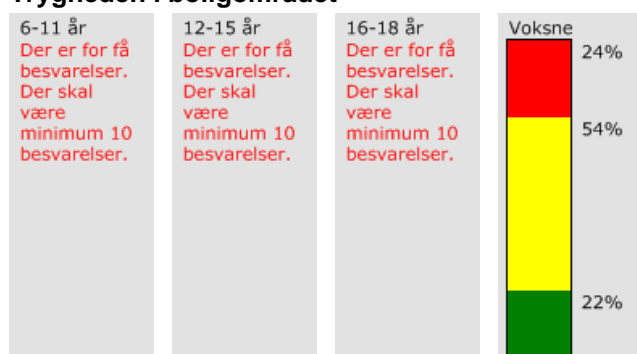 Trygheden i boligområdet
6-11 år
Der er for få
besvarelser.
Der skal
være
minimum 10
besvarelser.
12-15 år
Der er for få
besvarelser.
Der skal
være
minimum 10
besvarelser.
16-18 år
Der er for få
besvarelser.
Der skal
være
minimum 10
besvarelser.
Voksne
24%
54%
22%